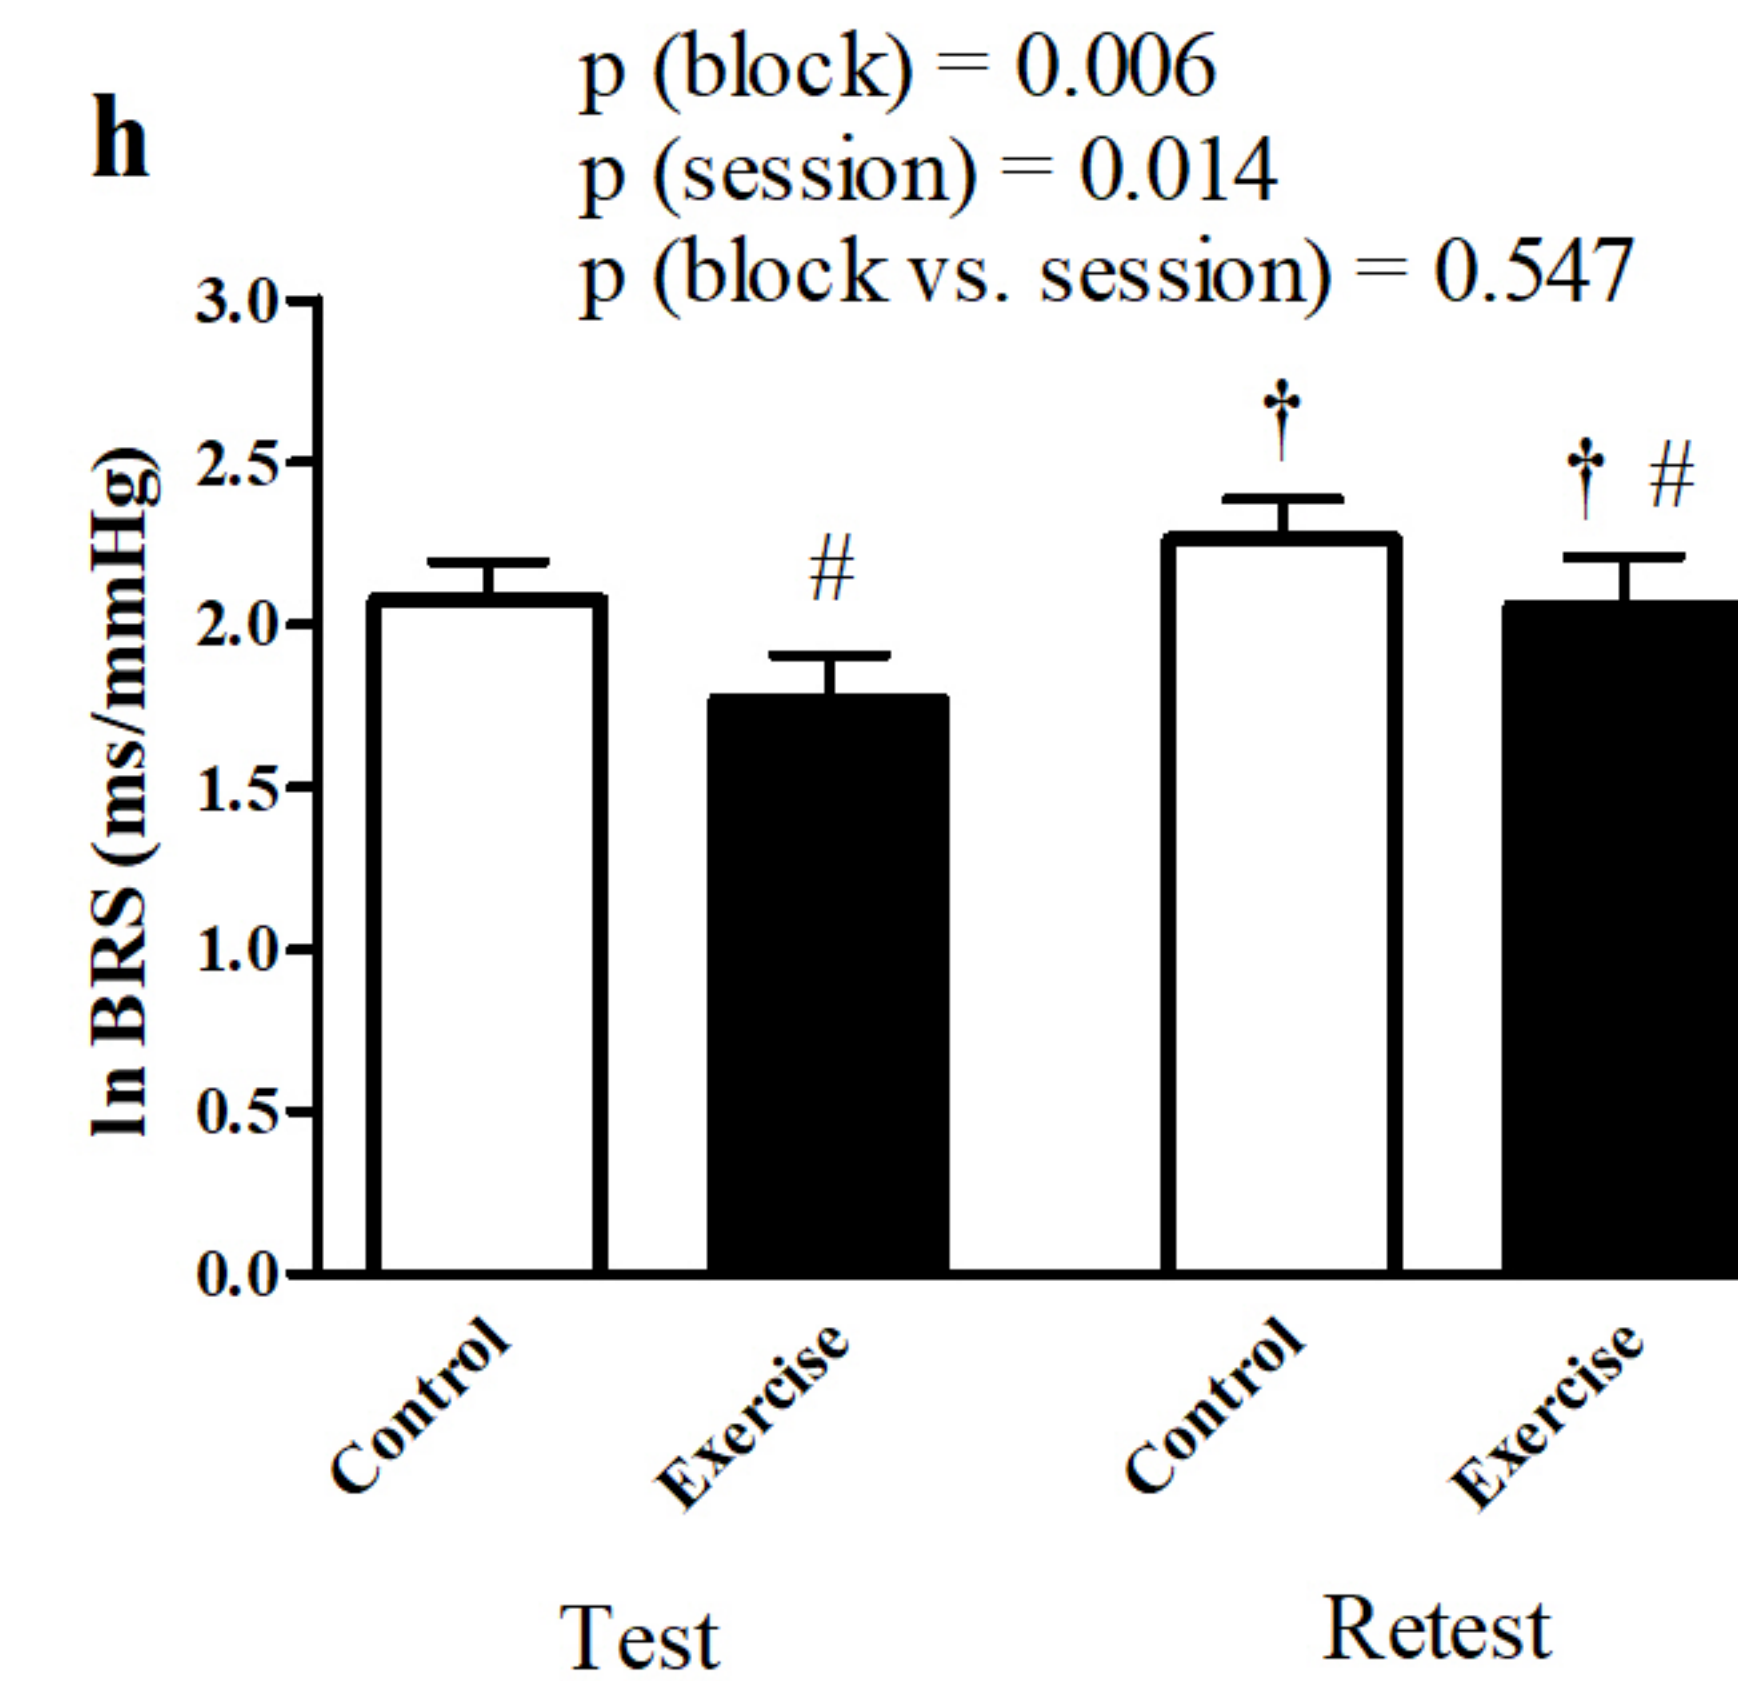 h
p (block) = 0.006
p (session) = 0.014
p (block vs. session) = 0.547
ln BRS (ms/mmHg)
3.0
2.5
2.0
1.5
1.0
0.5
0.0
#
†
† #
Control
Exercise
Control
Exercise
Test
Retest